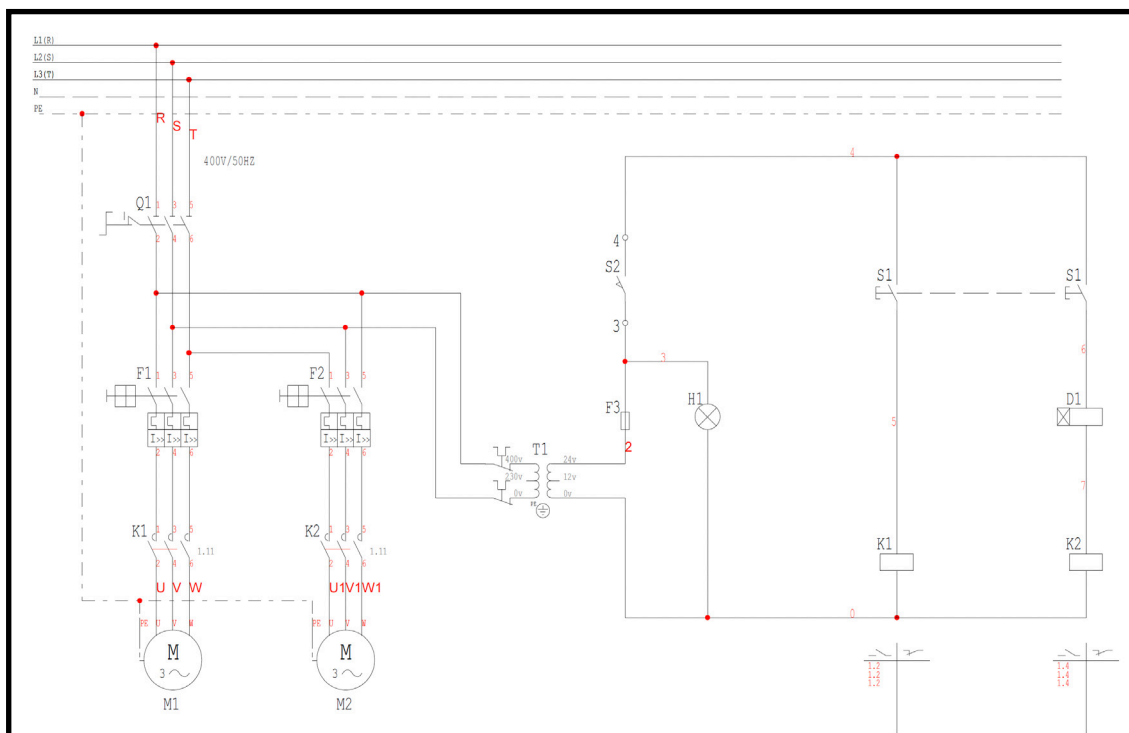 L1(R)
L2(S)
L3(T)
N
PE
R S T
400V/50HZ
4
Q1 1 3 5
2 4 6
4
S2
S1 S1
3
3
6
F1 1 3 5
F2 1 3 5
I>> I>> I>>
I>> I>> I>>
2 4 6
2 4 6
F3
H1
D1
5
2
T1
400v 24v
230v 12v
0v 0v
7
K1 1 3 5
1.11
2 4 6
K2 1 3 5
1.11
2 4 6
K1
K2
U V W
U1 V1 W1
0
PE U V W
PE U V W
M
3
M
3
M1
M2
1.2
1.2
1.2
1.4
1.4
1.4